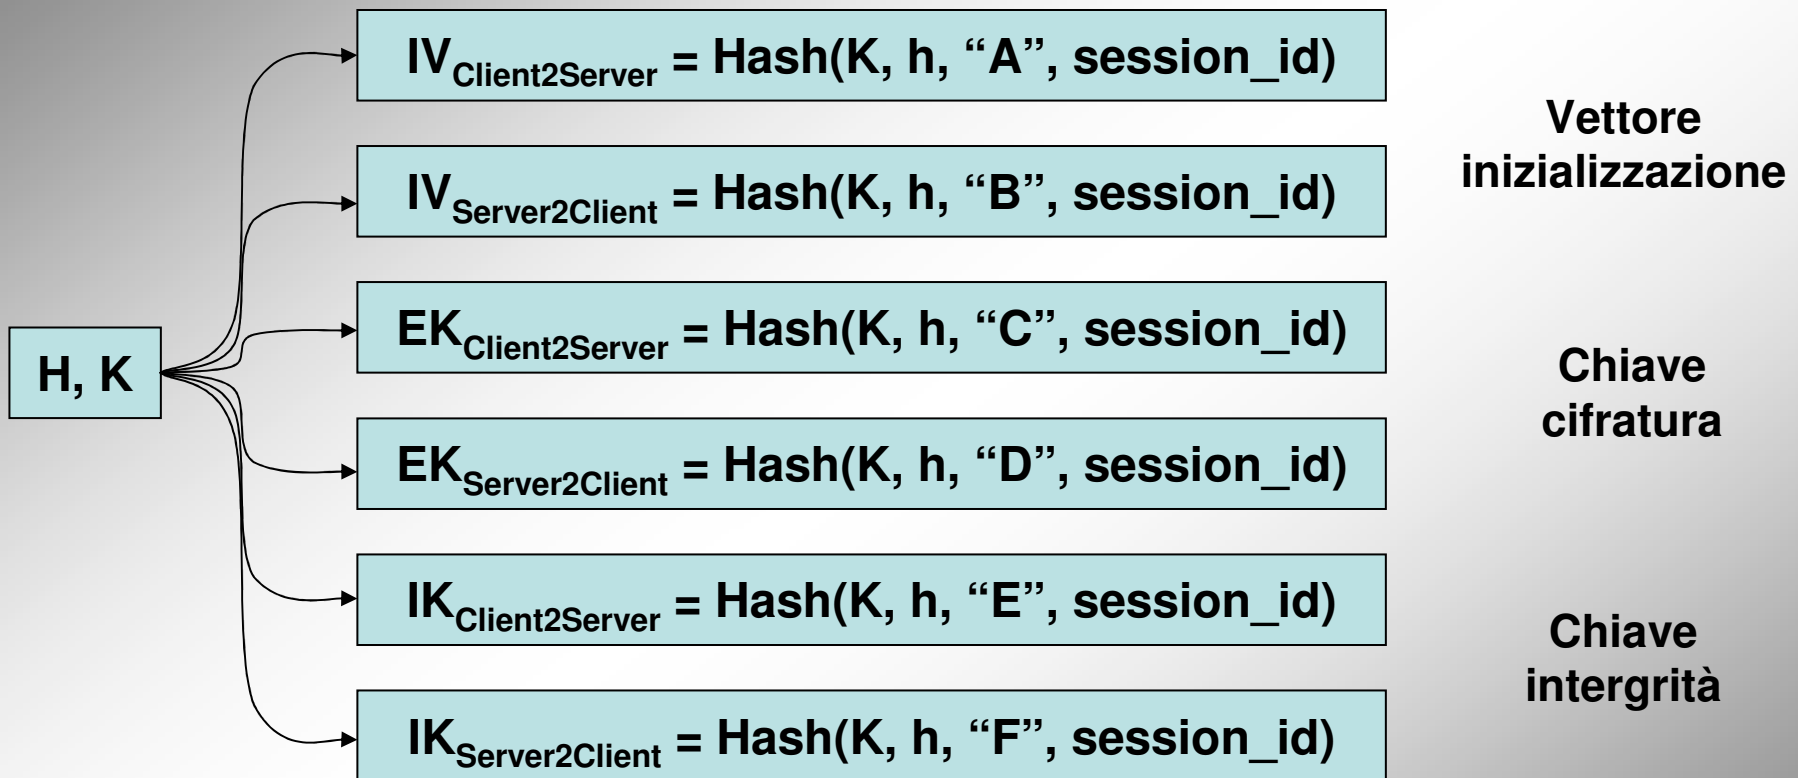 IVClient2Server = Hash(K, h, “A”, session_id)
Vettore
inizializzazione
IVServer2Client = Hash(K, h, “B”, session_id)
H, K
EKClient2Server = Hash(K, h, “C”, session_id)
Chiave
cifratura
EKServer2Client = Hash(K, h, “D”, session_id)
IKClient2Server = Hash(K, h, “E”, session_id)
Chiave
intergrità
IKServer2Client = Hash(K, h, “F”, session_id)